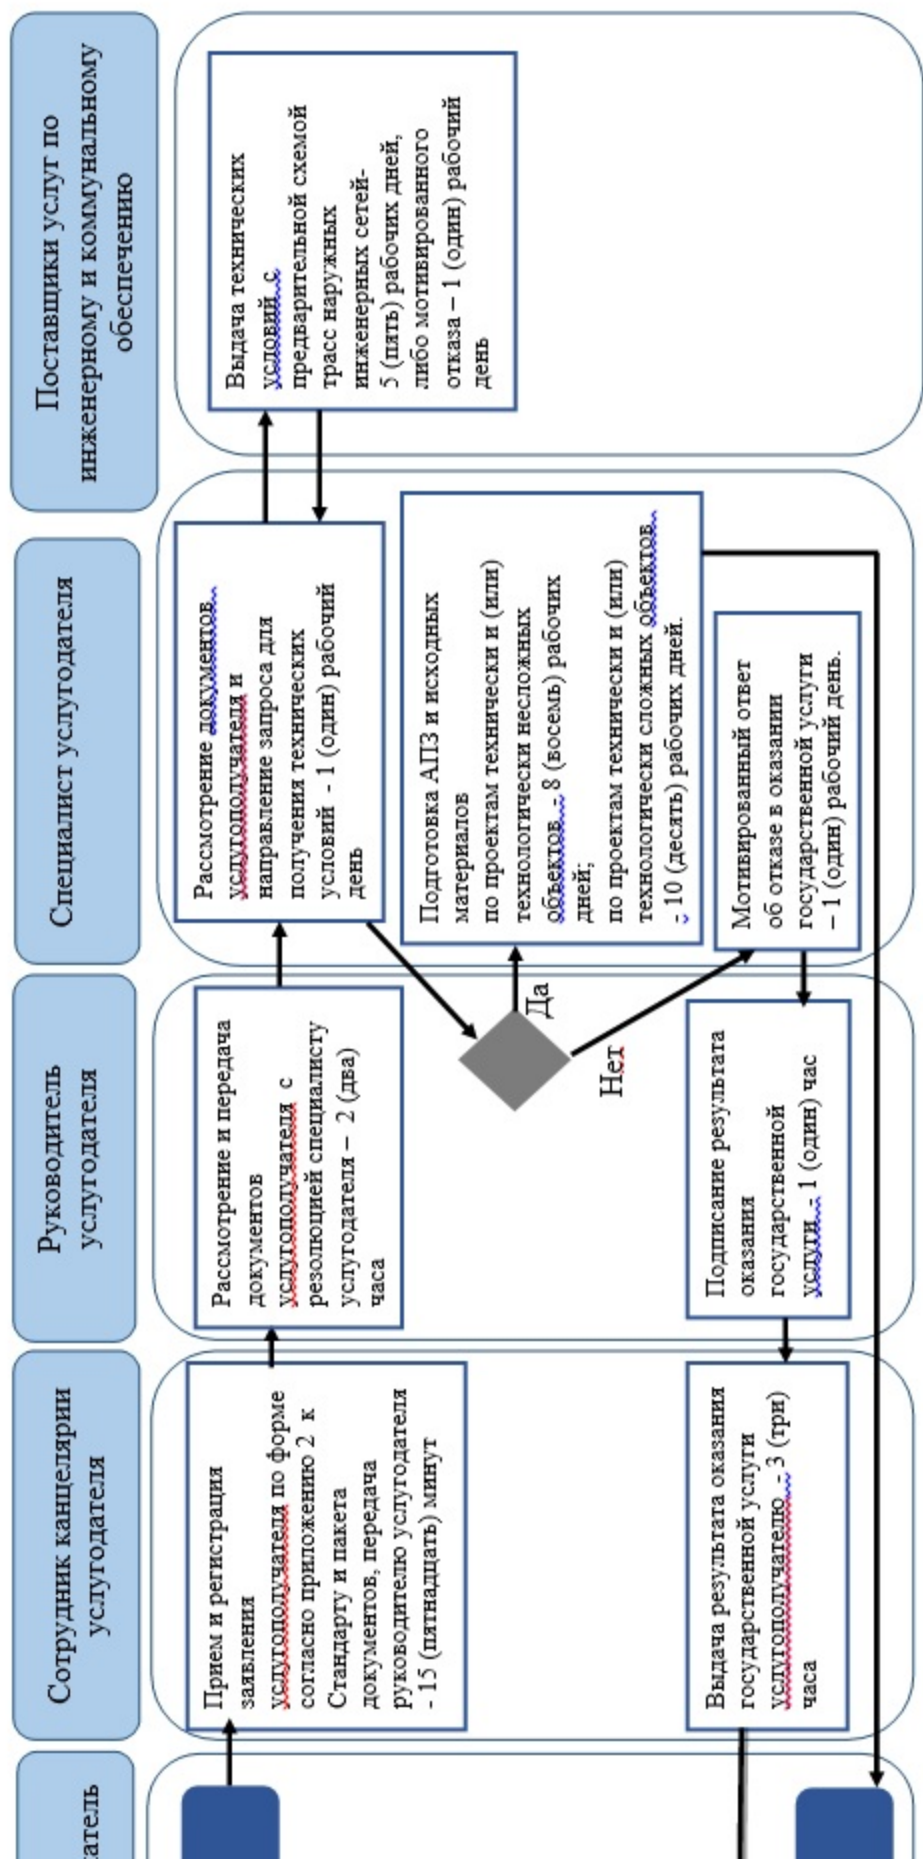 атель
Сотрудник канцелярии
услугодателя
Руководитель
услугодателя
Специалист услугодателя
Поставщики услуг по
инженерному и коммунальному
обеспечению
Прием и регистрация
заявления
услугополучателя по форме
согласно приложению 2 к
Стандарту и пакета
документов, передача
руководителю услугодателя
- 15 (пятнадцать) минут
Рассмотрение и передача
документов
услугополучателя с
резолюцией специалисту
услугодателя – 2 (два)
часа
Рассмотрение документов
услугополучателя и
направление запроса для
получения технических
условий - 1 (один) рабочий
день
Выдача технических
условий с
предварительной схемой
трасс наружных
инженерных сетей-
5 (пять) рабочих дней,
либо мотивированного
отказа – 1 (один) рабочий
день
Да
Нет
Подготовка АПЗ и исходных
материалов
по проектам технически и (или)
технологически несложных
объектов - 8 (восемь) рабочих
дней;
по проектам технически и (или)
технологически сложных объектов
- 10 (десять) рабочих дней.
Мотивированный ответ
об отказе в оказании
государственной услуги
– 1 (один) рабочий день.
Подписание результата
оказания
государственной
услуги - 1 (один) час
Выдача результата оказания
государственной услуги
услугополучателю - 3 (три)
часа